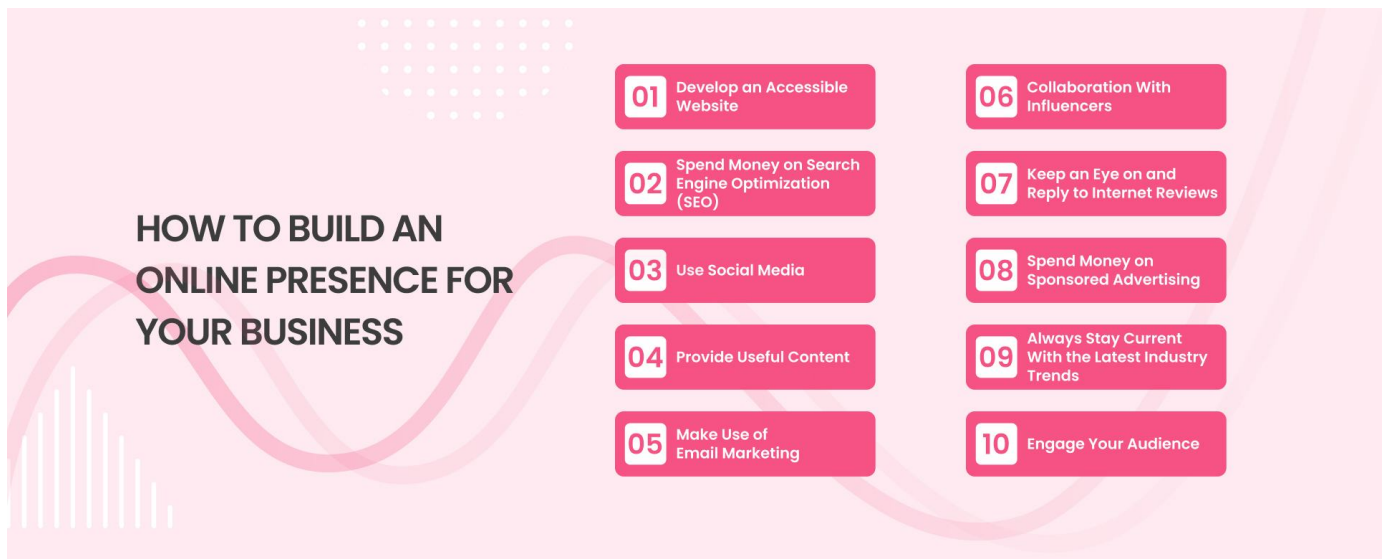 HOW TO BUILD AN
ONLINE PRESENCE FOR
YOUR BUSINESS
01
Develop an Accessible
Website
02
Spend Money on Search
Engine Optimization
(SEO)
03
Use Social Media
04
Provide Useful Content
05
Make Use of
Email Marketing
06
Collaboration With
Influencers
07
Keep an Eye on and
Reply to Internet Reviews
08
Spend Money on
Sponsored Advertising
09
Always Stay Current
With the Latest Industry
Trends
10
Engage Your Audience